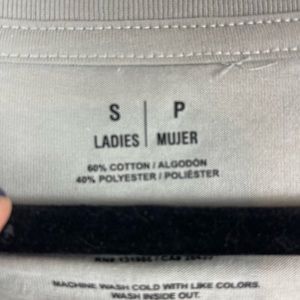 S | P
LADIES | MUJER
60% COTTON / ALGODÓN
40% POLYESTER / POLIÉSTER
MACHINE WASH COLD WITH LIKE COLORS.
WASH INSIDE OUT.